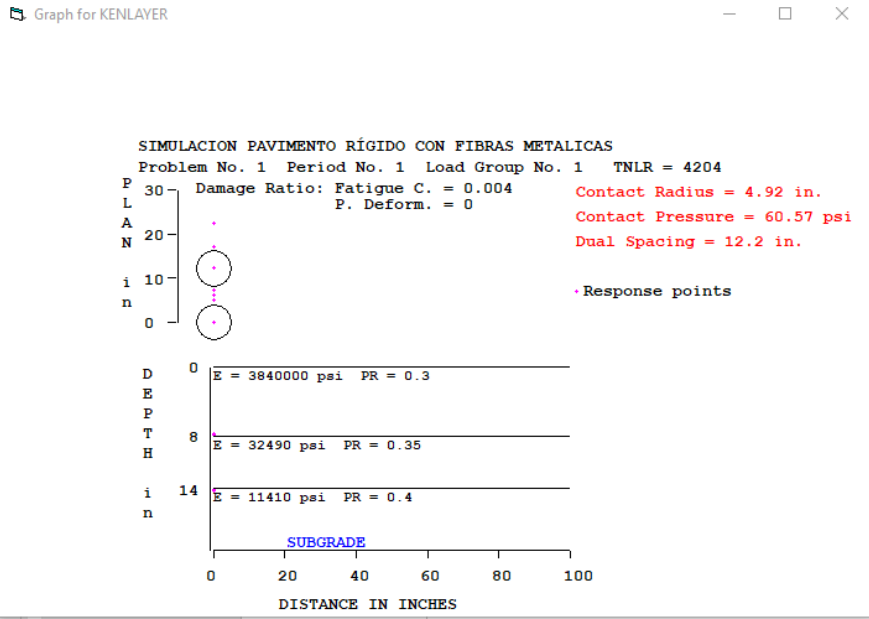 Graph for KENLAYER
SIMULACION PAVIMENTO RÍGIDO CON FIBRAS METALICAS
Problem No. 1 Period No. 1 Load Group No. 1 TNLR = 4204
Damage Ratio: Fatigue C. = 0.004
P. Deform. = 0
Contact Radius = 4.92 in.
Contact Pressure = 60.57 psi
Dual Spacing = 12.2 in.
Response points
PLAN in
30
20
10
0
DEPTH in
0
8
14
E = 3840000 psi PR = 0.3
E = 32490 psi PR = 0.35
E = 11410 psi PR = 0.4
SUBGRADE
0 20 40 60 80 100
DISTANCE IN INCHES